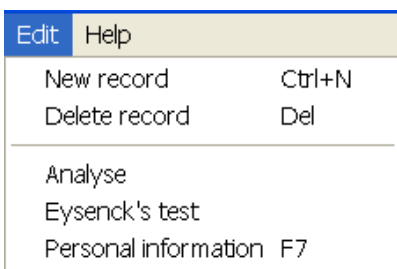 Edit Help
New record Ctrl+N
Delete record Del
Analyse
Eysenck's test
Personal information F7